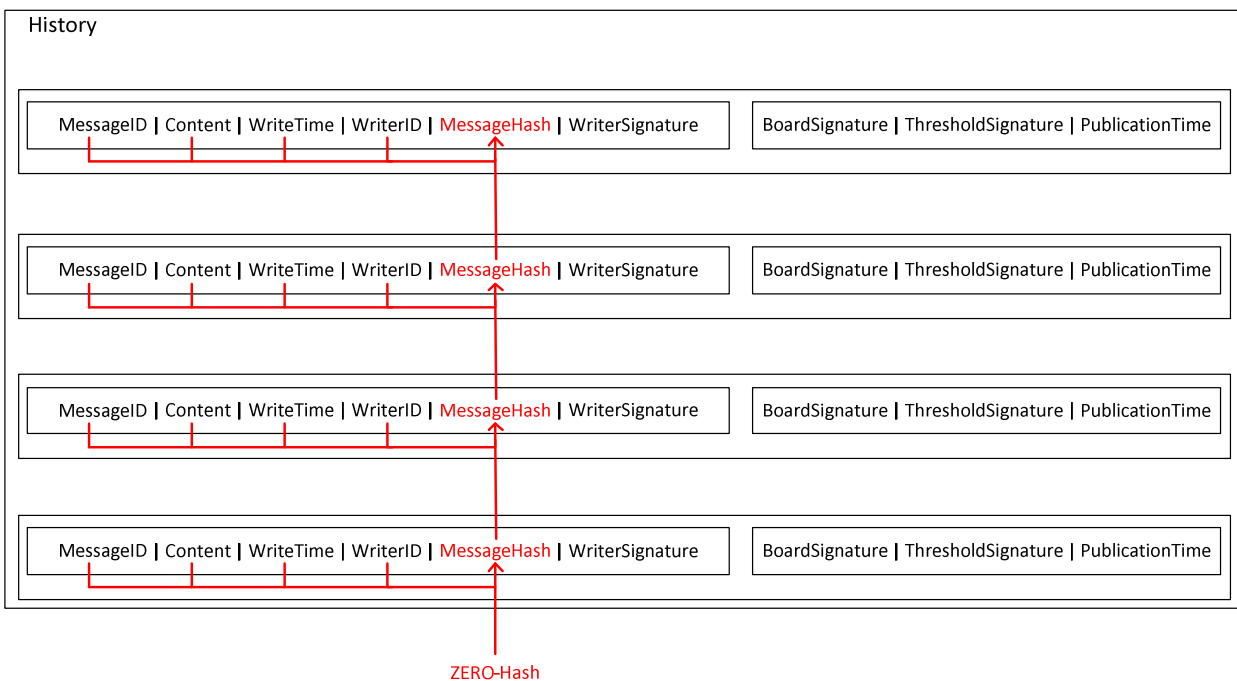 History
MessageID | Content | WriteTime | WriterID | MessageHash | WriterSignature BoardSignature | ThresholdSignature | PublicationTime
MessageID | Content | WriteTime | WriterID | MessageHash | WriterSignature BoardSignature | ThresholdSignature | PublicationTime
MessageID | Content | WriteTime | WriterID | MessageHash | WriterSignature BoardSignature | ThresholdSignature | PublicationTime
MessageID | Content | WriteTime | WriterID | MessageHash | WriterSignature BoardSignature | ThresholdSignature | PublicationTime
ZERO-Hash